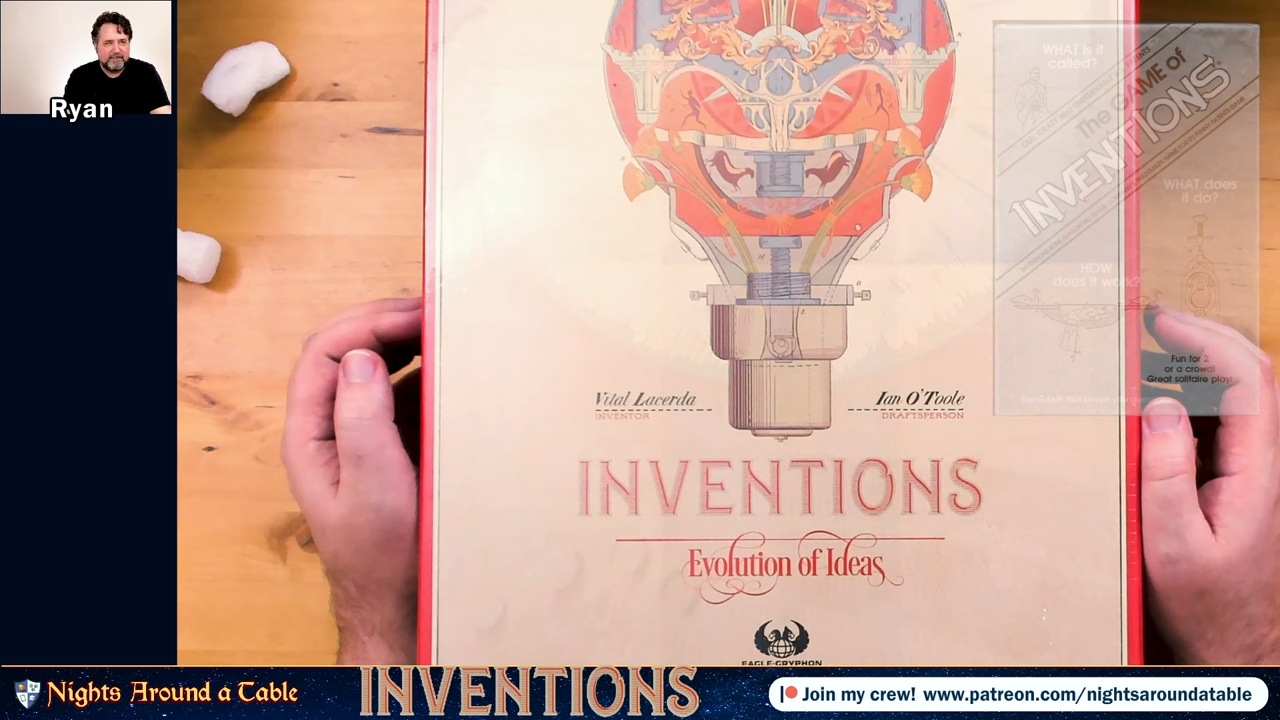 Ryan
WHAT is it
called?
The GAME of
INVENTIONS
WHAT does
it do?
HOW
does it work?
Fun for 2
or a crowd!
Great solitaire play!
Vital Lacerda
INVENTOR
Ian O'Toole
DRAFTSPERSON
INVENTIONS
Evolution of Ideas
EAGLE-GRYPHON
Nights Around a Table
INVENTIONS
Join my crew! www.patreon.com/nightsaroundatable